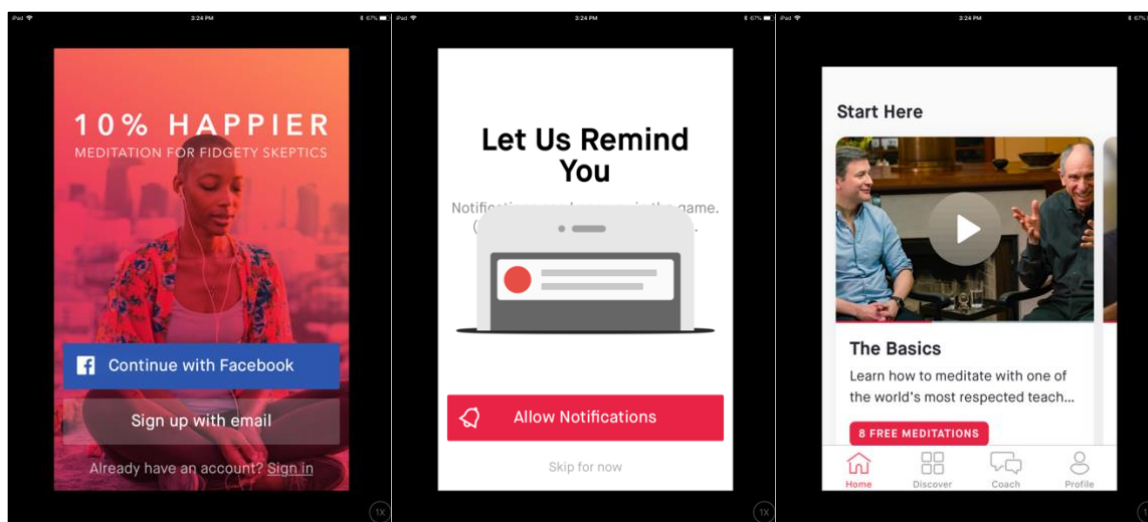 iPad
3:24 PM
67%
10% HAPPIER
MEDITATION FOR FIDGETY SKEPTICS
Continue with Facebook
Sign up with email
Already have an account? Sign in
1X
iPad
3:24 PM
67%
Let Us Remind
You
the game.
Allow Notifications
Skip for now
1X
iPad
3:24 PM
67%
Start Here
The Basics
Learn how to meditate with one of
the world's most respected teach...
8 FREE MEDITATIONS
Home
Discover
Coach
Profile